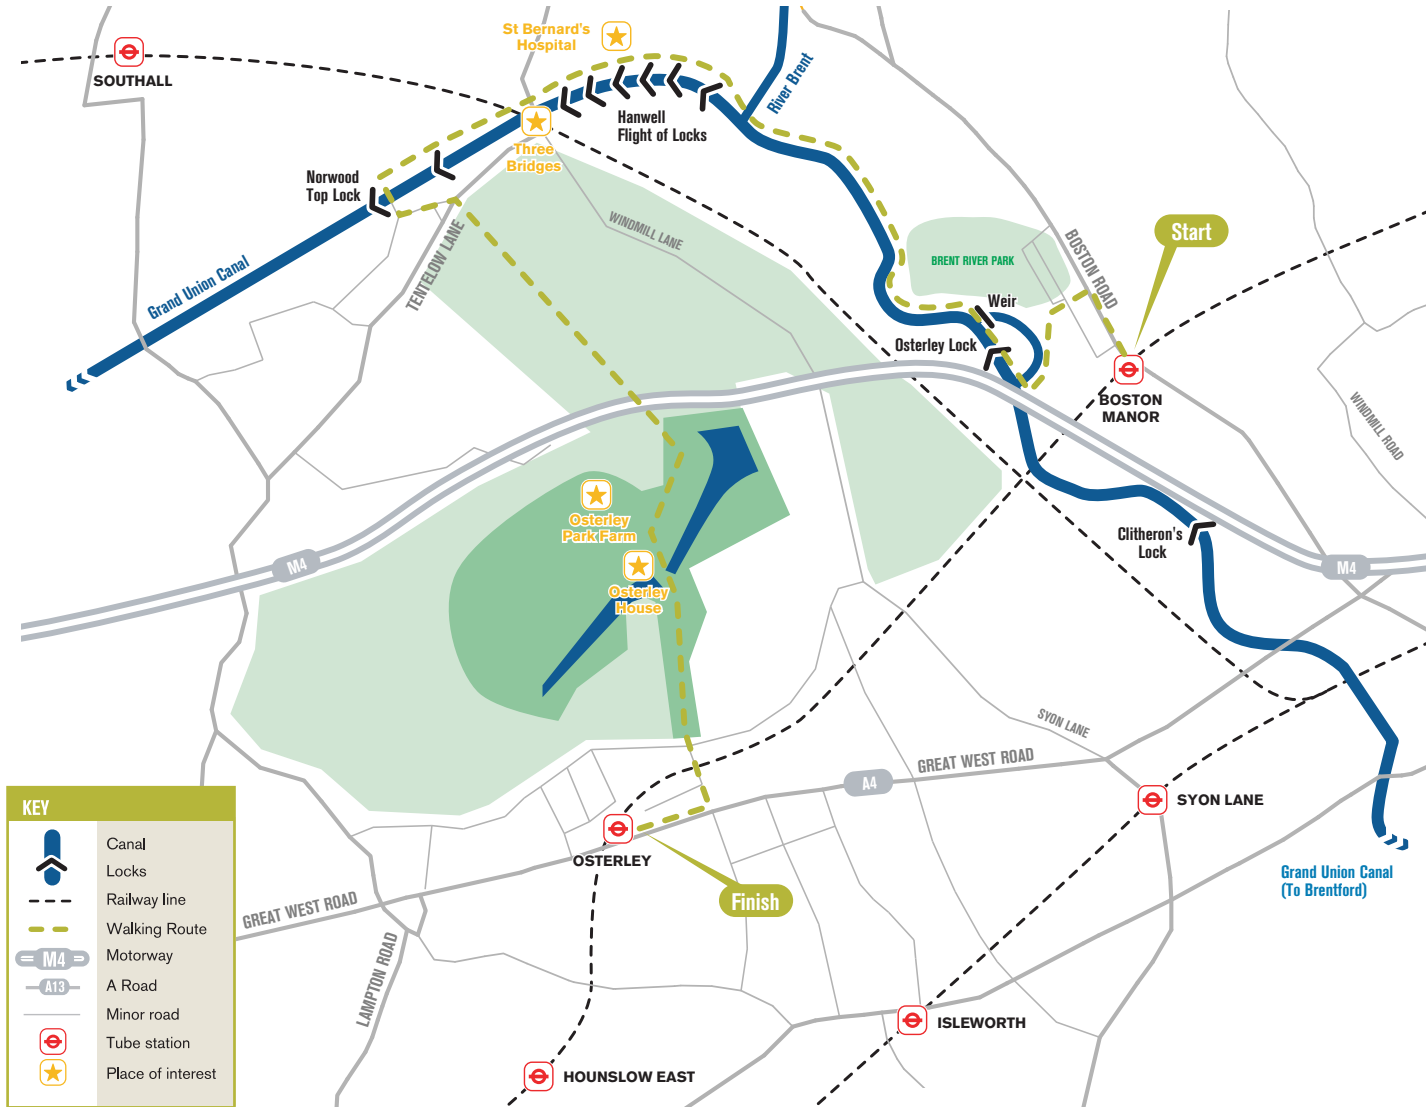 St Bernard's
Hospital
SOUTHALL
River Brent
Hanwell
Flight of Locks
Three
Bridges
Norwood
Top Lock
WINDMILL LANE
TENTELOW LANE
Grand Union Canal
BRENT RIVER PARK
BOSTON ROAD
Start
Weir
Osterley Lock
BOSTON
MANOR
WINDMILL ROAD
Osterley
Park Farm
Clitheron's
Lock
M4
M4
Osterley
House
SYON LANE
GREAT WEST ROAD
A4
SYON LANE
OSTERLEY
Grand Union Canal
(To Brentford)
Finish
GREAT WEST ROAD
LAMPTON ROAD
ISLEWORTH
HOUNSLOW EAST
KEY
Canal
Locks
Railway line
Walking Route
M4 Motorway
A13 A Road
Minor road
Tube station
Place of interest